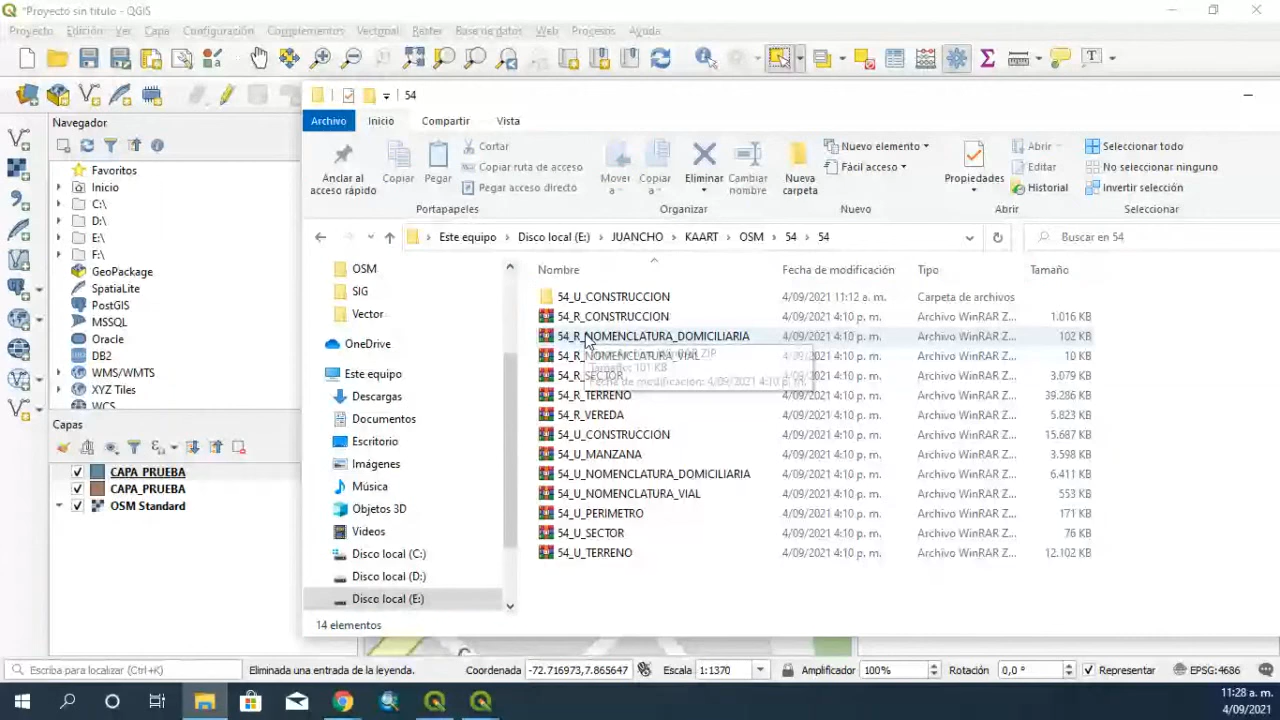 *Proyecto sin título - QGIS
Proyecto Edición Ver Capa Configuración Complementos Vectorial Ráster Base de datos Web Procesos Ayuda
54
Archivo Inicio Compartir Vista
Navegador
Favoritos
Inicio
C:\
D:\
E:\
F:\
GeoPackage
SpatiaLite
PostGIS
MSSQL
Oracle
DB2
WMS/WMTS
XYZ Tiles
WCS
Capas
CAPA_PRUEBA
CAPA_PRUEBA
OSM Standard
Anclar al acceso rápido
Copiar
Pegar
Cortar
Copiar ruta de acceso
Pegar acceso directo
Portapapeles
Mover a
Copiar a
Eliminar
Cambiar nombre
Organizar
Nueva carpeta
Nuevo elemento
Fácil acceso
Nuevo
Propiedades
Abrir
Editar
Historial
Abrir
Seleccionar todo
No seleccionar ninguno
Invertir selección
Seleccionar
Este equipo > Disco local (E:) > JUANCHO > KAART > OSM > 54 > 54
Buscar en 54
OSM
SIG
Vector
OneDrive
Este equipo
Descargas
Documentos
Escritorio
Imágenes
Música
Objetos 3D
Videos
Disco local (C:)
Disco local (D:)
Disco local (E:)
Nombre Fecha de modificación Tipo Tamaño
54_U_CONSTRUCCION 4/09/2021 11:12 a. m. Carpeta de archivos
54_R_CONSTRUCCION 4/09/2021 4:10 p. m. Archivo WinRAR Z... 1.016 KB
54_R_NOMENCLATURA_DOMICILIARIA 4/09/2021 4:10 p. m. Archivo WinRAR Z... 102 KB
54_R_NOMENCLATURA_VIAL 4/09/2021 4:10 p. m. Archivo WinRAR Z... 10 KB
54_R_SECTOR 4/09/2021 4:10 p. m. Archivo WinRAR Z... 3.079 KB
Tamaño: 101 KB
Fecha de modificación: 4/09/2021 4:10 p. m.
54_R_TERRENO 4/09/2021 4:10 p. m. Archivo WinRAR Z... 39.286 KB
54_R_VEREDA 4/09/2021 4:10 p. m. Archivo WinRAR Z... 5.823 KB
54_U_CONSTRUCCION 4/09/2021 4:10 p. m. Archivo WinRAR Z... 15.687 KB
54_U_MANZANA 4/09/2021 4:10 p. m. Archivo WinRAR Z... 3.598 KB
54_U_NOMENCLATURA_DOMICILIARIA 4/09/2021 4:10 p. m. Archivo WinRAR Z... 6.411 KB
54_U_NOMENCLATURA_VIAL 4/09/2021 4:10 p. m. Archivo WinRAR Z... 553 KB
54_U_PERIMETRO 4/09/2021 4:10 p. m. Archivo WinRAR Z... 171 KB
54_U_SECTOR 4/09/2021 4:10 p. m. Archivo WinRAR Z... 76 KB
54_U_TERRENO 4/09/2021 4:10 p. m. Archivo WinRAR Z... 12.102 KB
14 elementos
Escriba para localizar (Ctrl+K) Eliminada una entrada de la leyenda. Coordenada -72.716973,7.865647 Escala 1:1370 Amplificador 100% Rotación 0,0 ° Representar EPSG:4686
11:28 a. m.
4/09/2021